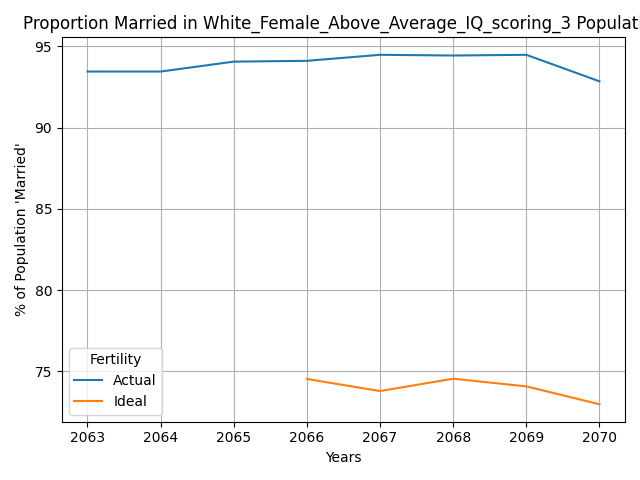 Proportion Married in White_Female_Above_Average_IQ_scoring_3 Populati
95
90
85
80
75
% of Population 'Married'
Fertility
Actual
Ideal
2063 2064 2065 2066 2067 2068 2069 2070
Years